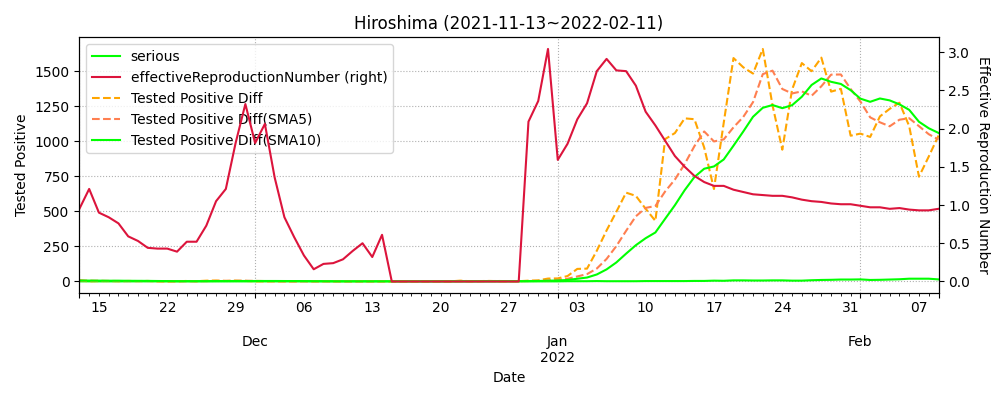 Hiroshima (2021-11-13~2022-02-11)
serious
effectiveReproductionNumber (right)
Tested Positive Diff
Tested Positive Diff(SMA5)
Tested Positive Diff(SMA10)
Tested Positive
1500
1250
1000
750
500
250
0
3.0
2.5
2.0
1.5
1.0
0.5
0.0
Effective Reproduction Number
15 22 29 06 13 20 27 03 10 17 24 31 07
Dec Jan Feb
2022
Date